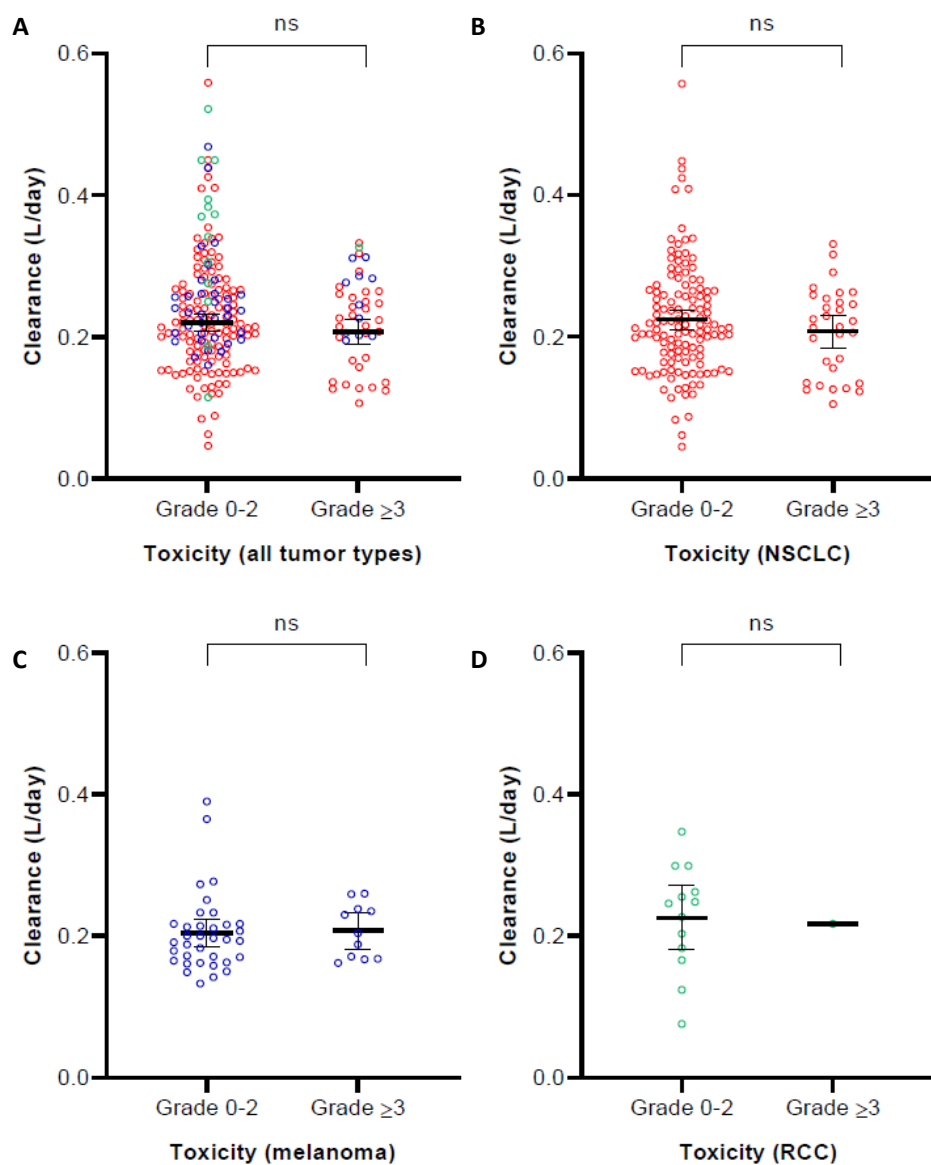 A
ns
0.6
0.4
0.2
0.0
Clearance (L/day)
Grade 0-2
Grade ≥3
Toxicity (all tumor types)
B
ns
0.6
0.4
0.2
0.0
Clearance (L/day)
Grade 0-2
Grade ≥3
Toxicity (NSCLC)
C
ns
0.6
0.4
0.2
0.0
Clearance (L/day)
Grade 0-2
Grade ≥3
Toxicity (melanoma)
D
ns
0.6
0.4
0.2
0.0
Clearance (L/day)
Grade 0-2
Grade ≥3
Toxicity (RCC)